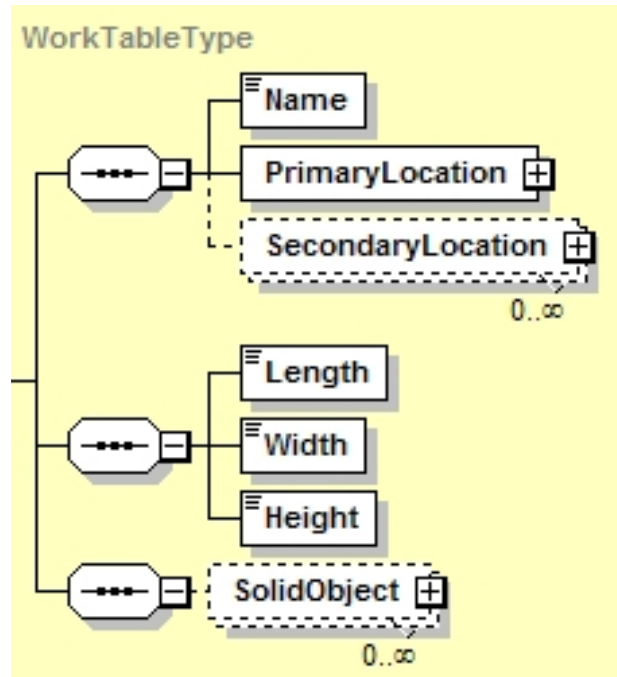 WorkTableType
Name
PrimaryLocation
SecondaryLocation
0..∞
Length
Width
Height
SolidObject
0..∞